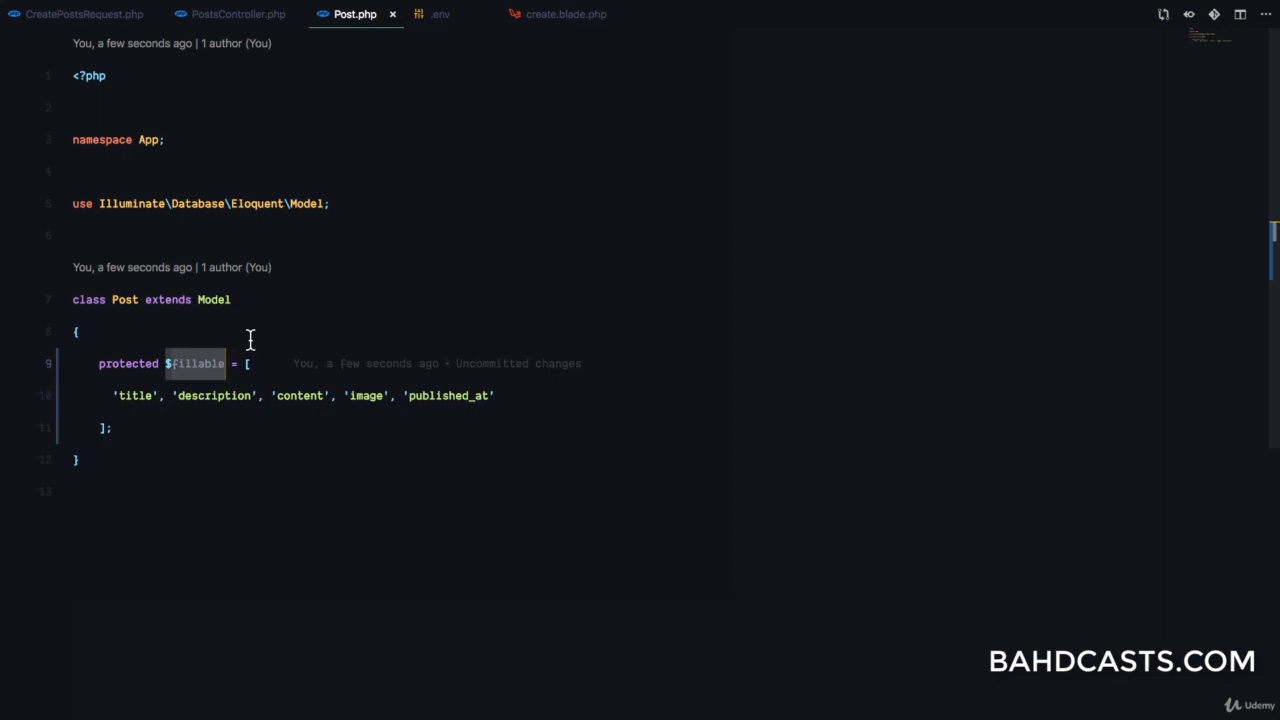 CreatePostsRequest.php PostsController.php Post.php × .env create.blade.php
You, a few seconds ago | 1 author (You)
1 <?php
2
3 namespace App;
4
5 use Illuminate\Database\Eloquent\Model;
6
You, a few seconds ago | 1 author (You)
7 class Post extends Model
8 {
9 protected $fillable = [ You, a few seconds ago • Uncommitted changes
10 'title', 'description', 'content', 'image', 'published_at'
11 ];
12 }
13
BAHDCASTS.COM
Udemy